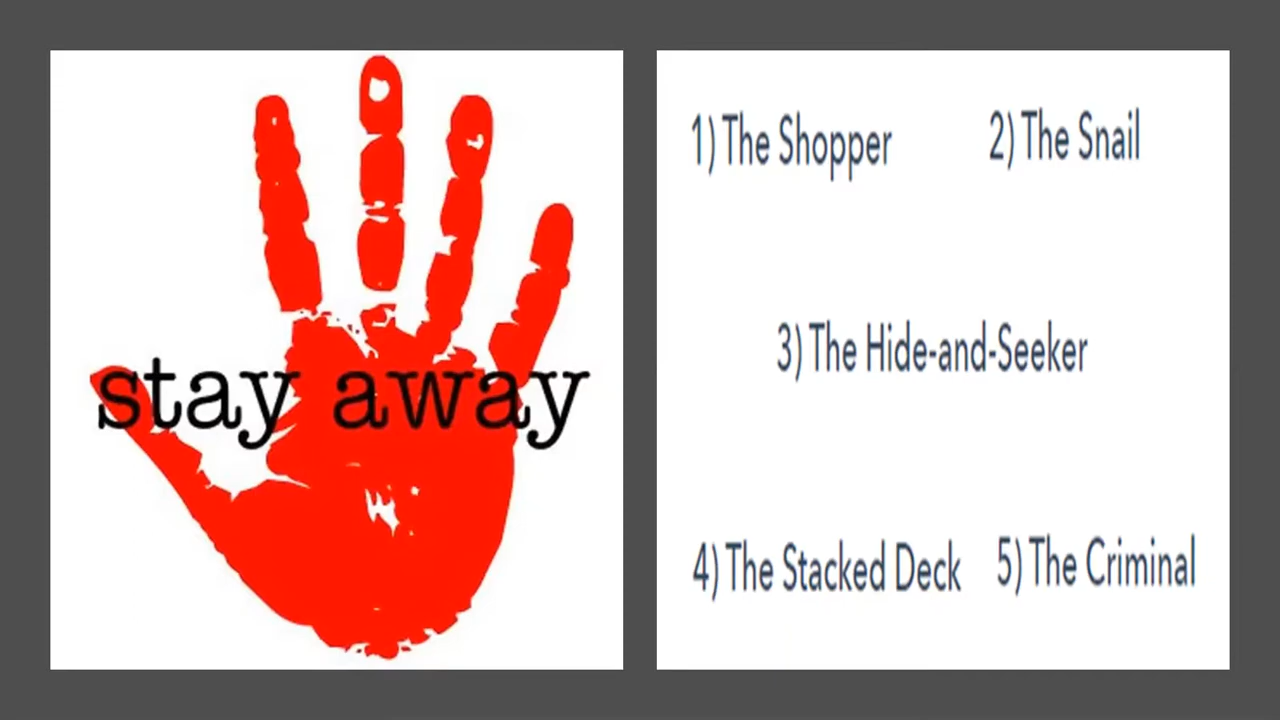 stay away
1) The Shopper
2) The Snail
3) The Hide-and-Seeker
4) The Stacked Deck
5) The Criminal